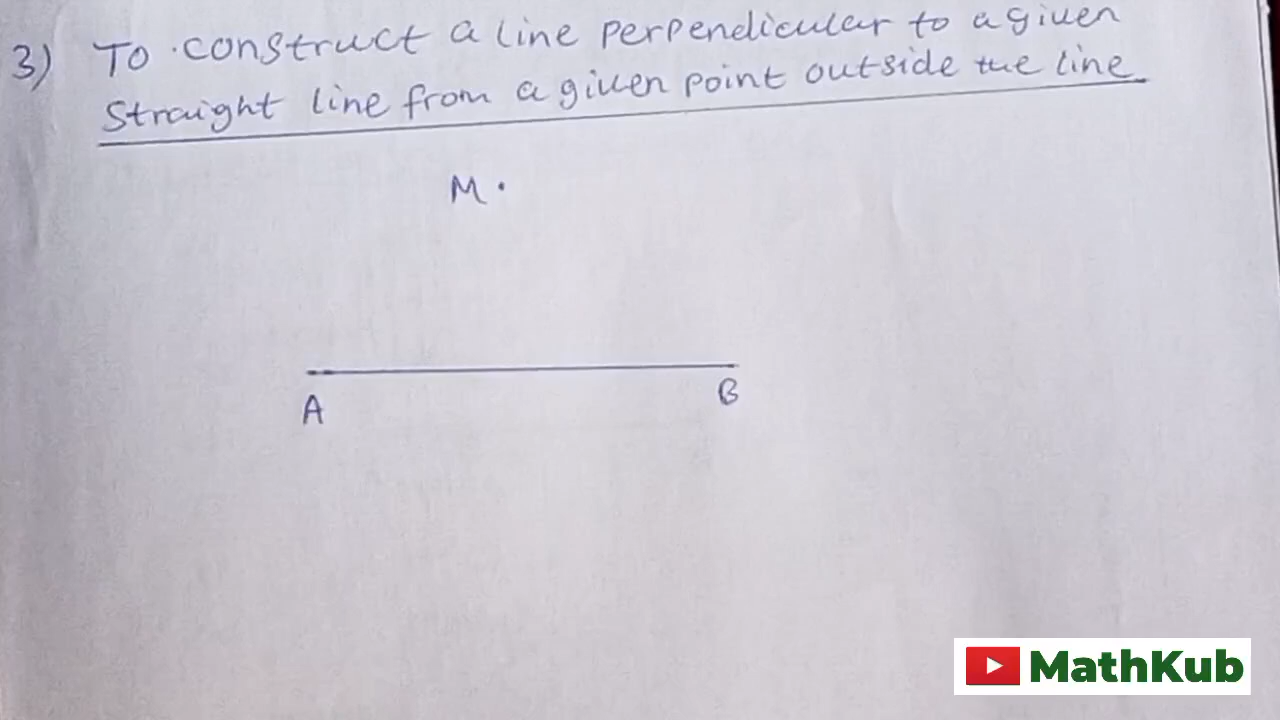 3) To construct a line perpendicular to a given
straight line from a given point outside the line
M
A
B
MathKub